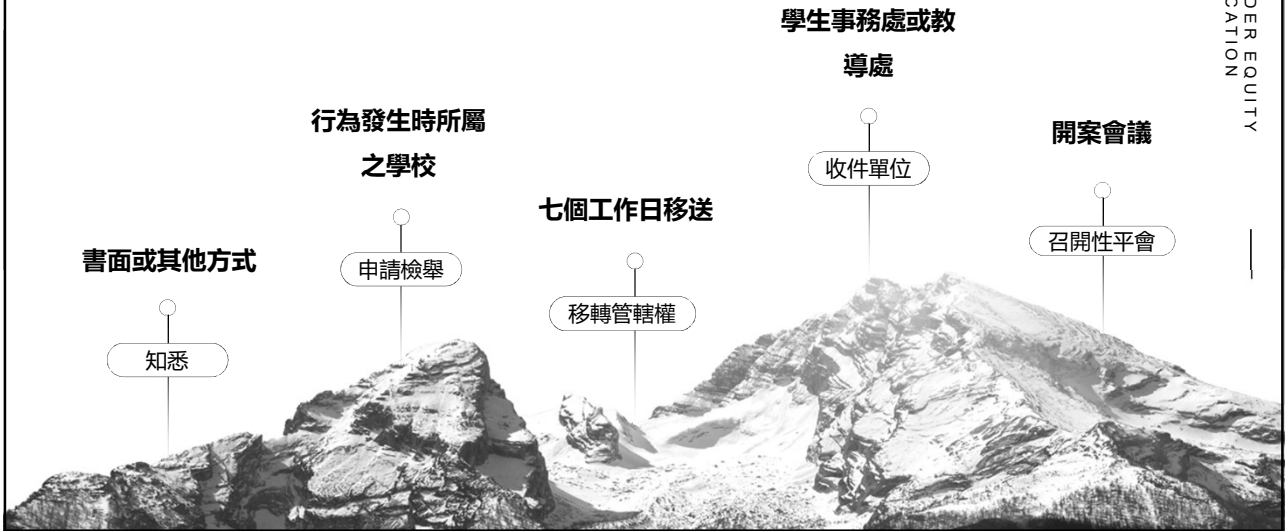 書面或其他方式
知悉
行為發生時所屬
之學校
申請檢舉
七個工作日移送
移轉管轄權
學生事務處或教
導處
收件單位
開案會議
召開性平會
DER EQUITY
CATION